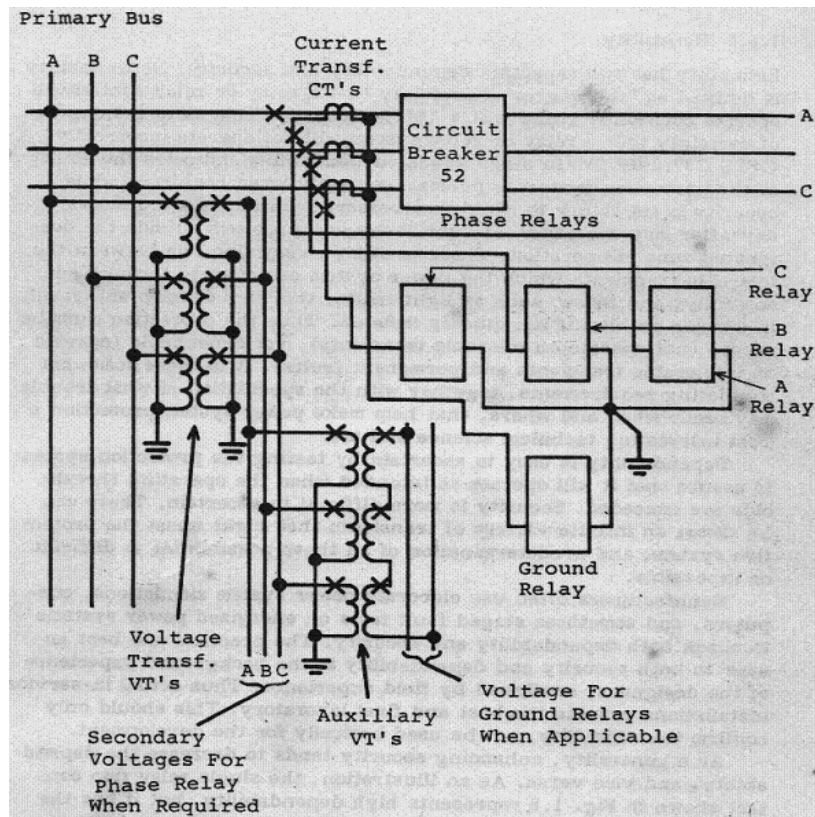 Primary Bus
A B C
Current
Transf.
CT's
Circuit
Breaker
52
A
C
Phase Relays
C
Relay
B
Relay
A
Relay
Ground
Relay
Voltage
Transf.
VT's
A B C
Auxiliary
VT's
Voltage For
Ground Relays
When Applicable
Secondary
Voltages For
Phase Relay
When Required